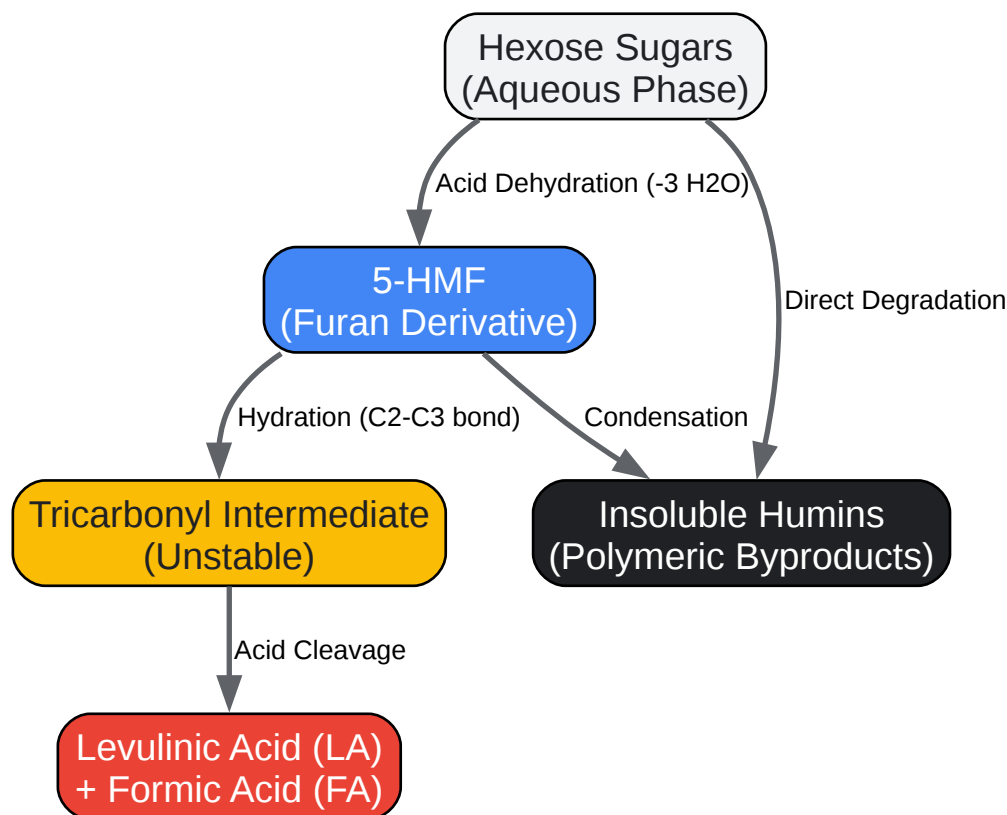 Hexose Sugars
(Aqueous Phase)
Acid Dehydration (-3 H2O)
5-HMF
(Furan Derivative)
Direct Degradation
Hydration (C2-C3 bond)
Condensation
Tricarbonyl Intermediate
(Unstable)
Insoluble Humins
(Polymeric Byproducts)
Acid Cleavage
Levulinic Acid (LA)
+ Formic Acid (FA)